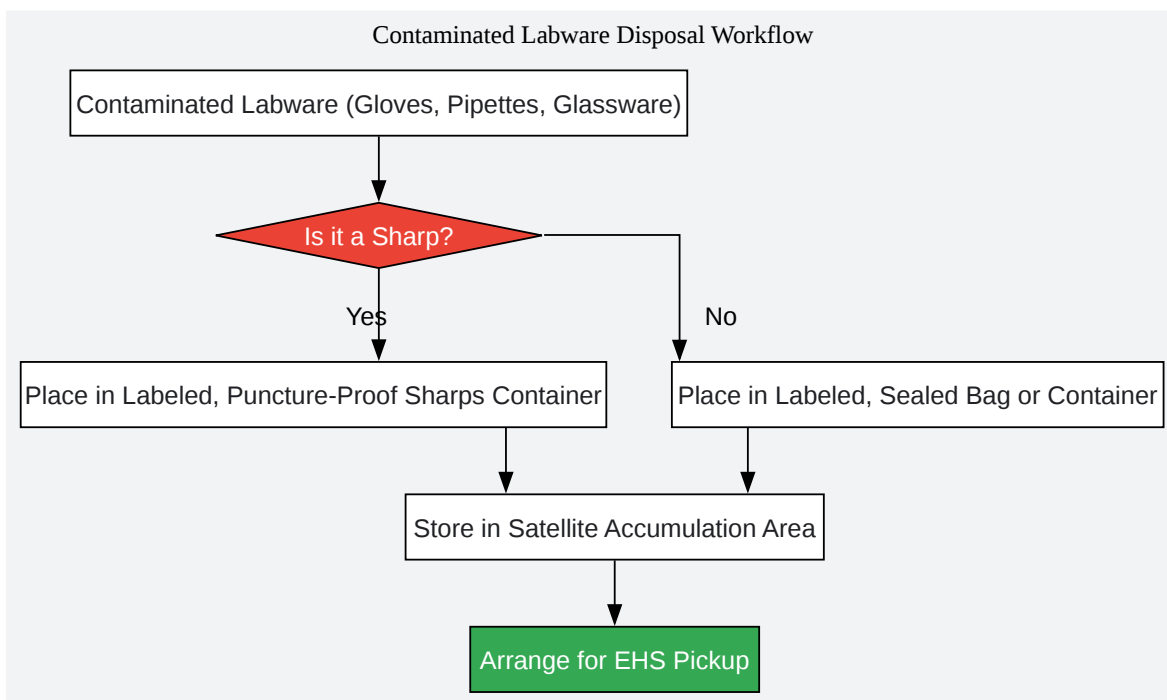 Contaminated Labware Disposal Workflow
Contaminated Labware (Gloves, Pipettes, Glassware)
Is it a Sharp?
Yes
No
Place in Labeled, Puncture-Proof Sharps Container
Place in Labeled, Sealed Bag or Container
Store in Satellite Accumulation Area
Arrange for EHS Pickup